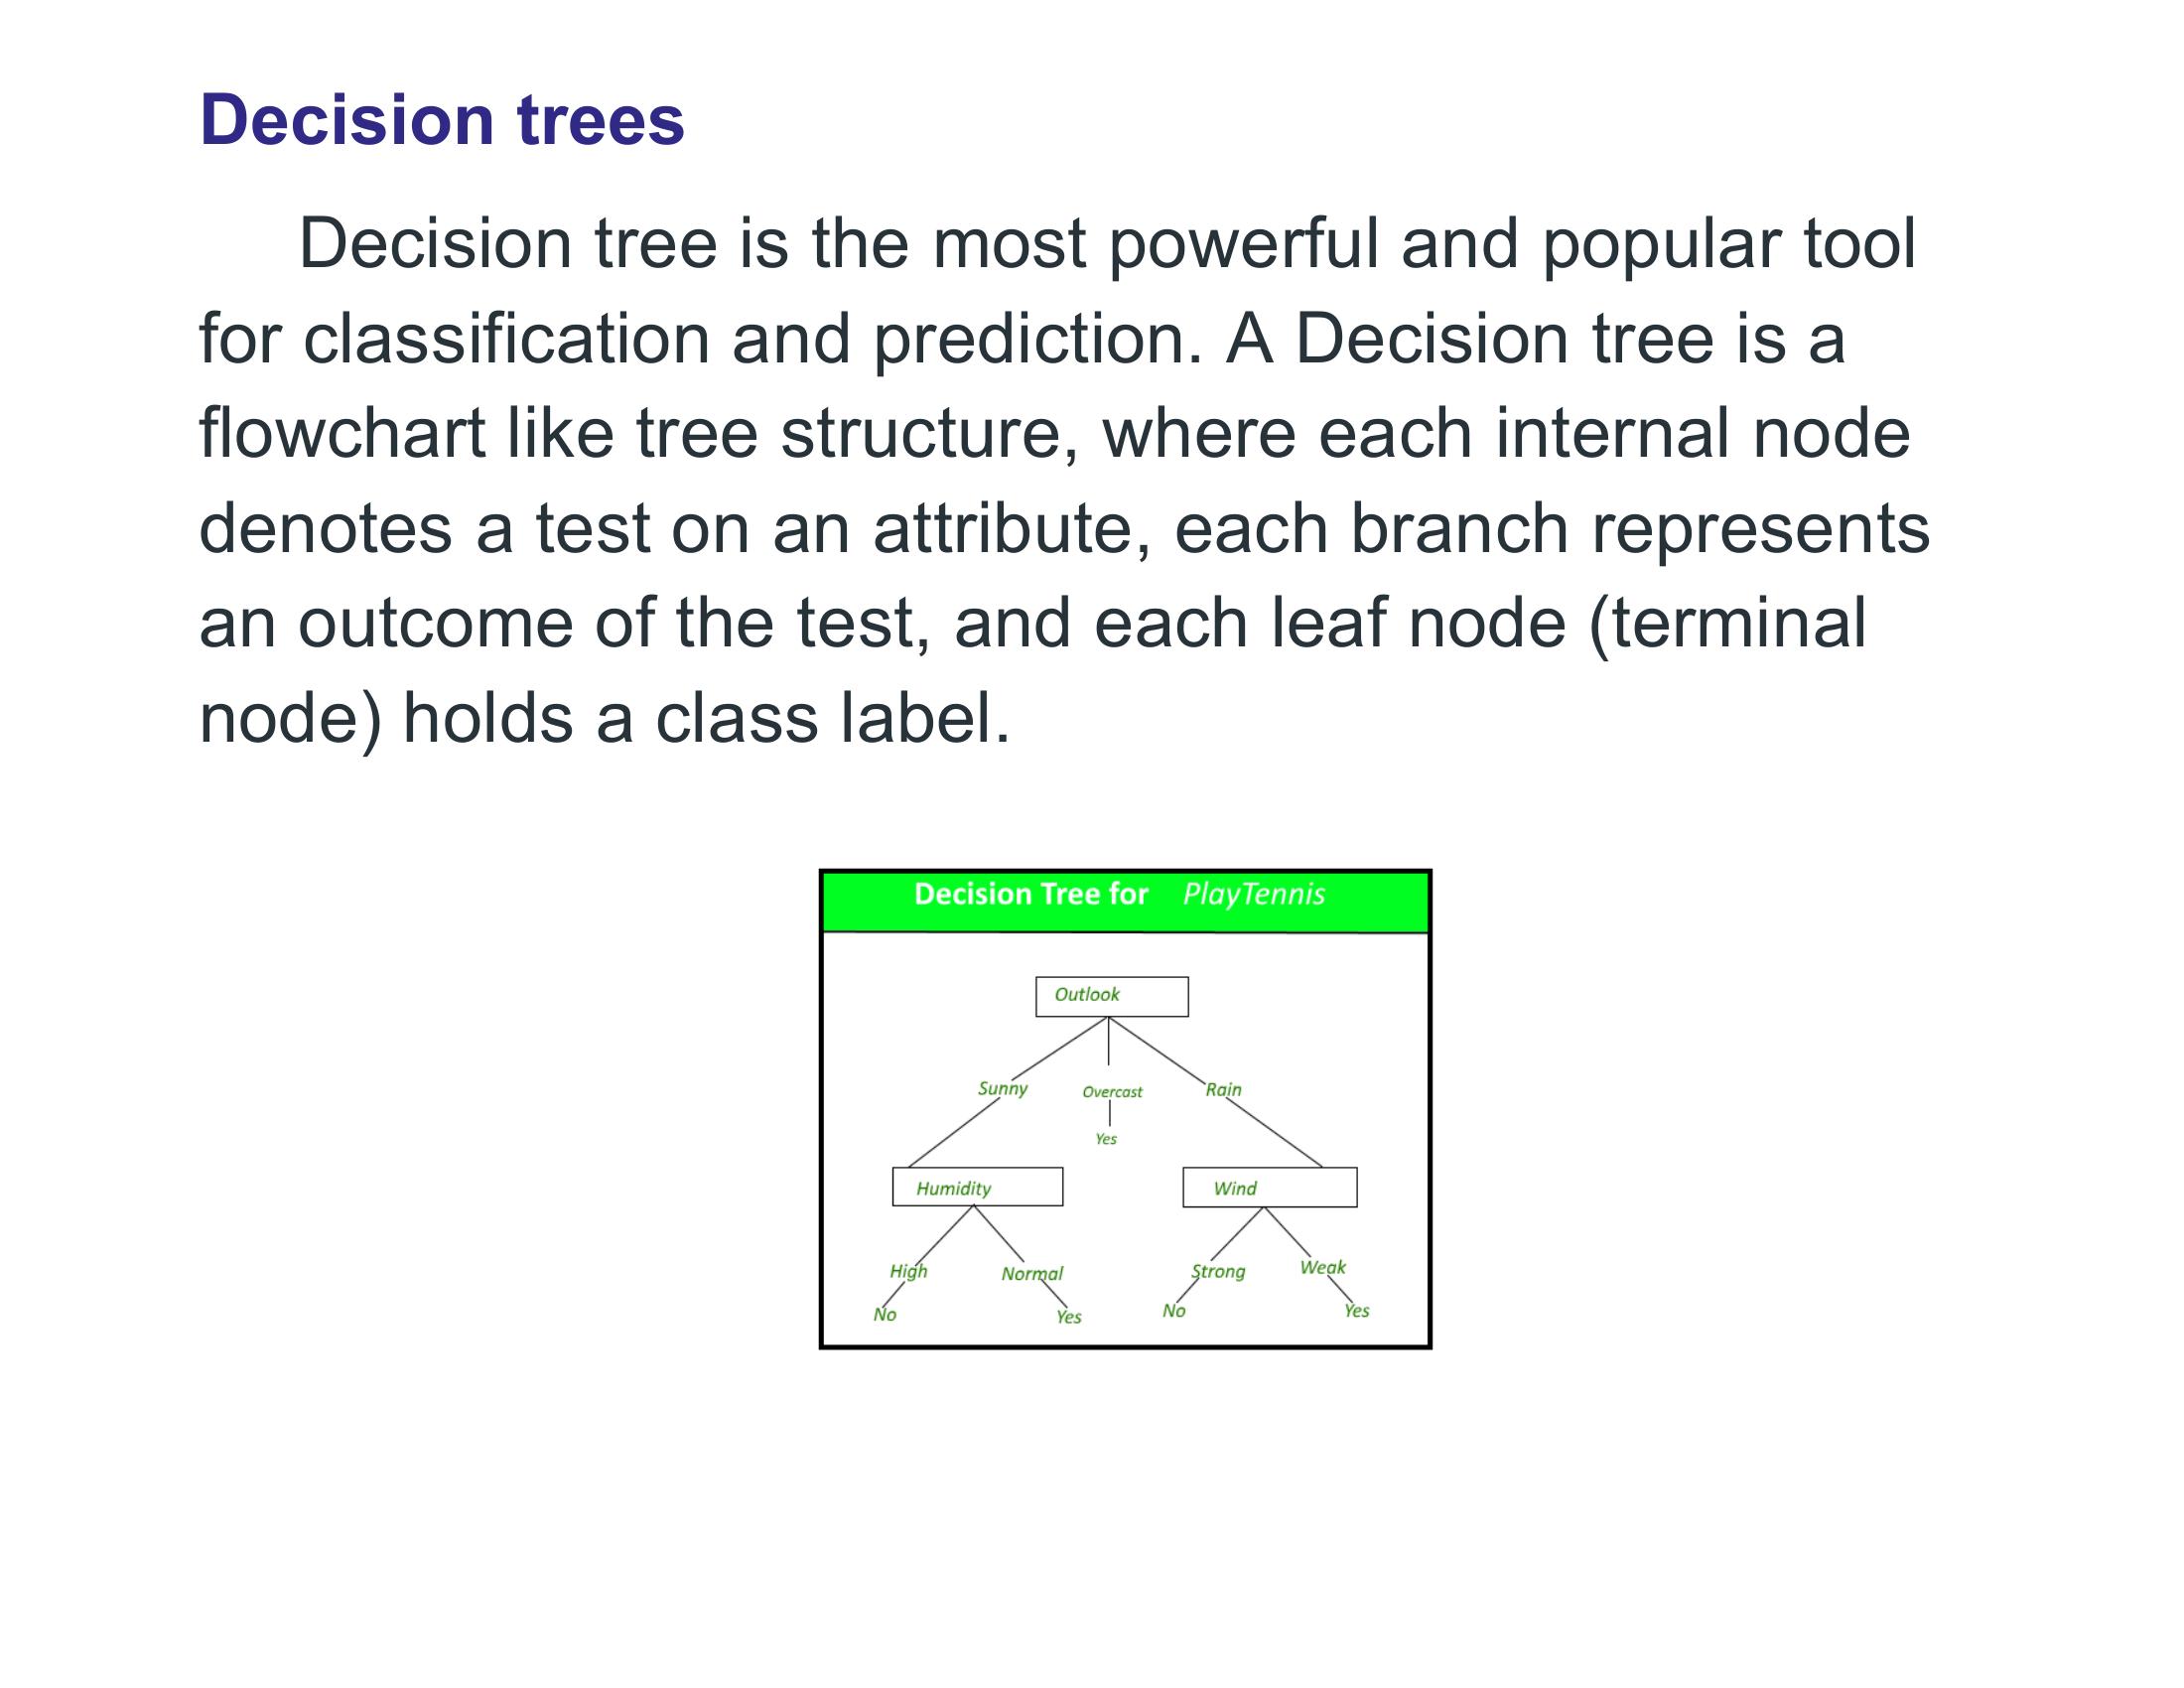 Decision trees
Decision tree is the most powerful and popular tool
for classification and prediction. A Decision tree is a
flowchart like tree structure, where each internal node
denotes a test on an attribute, each branch represents
an outcome of the test, and each leaf node (terminal
node) holds a class label.
Decision Tree for PlayTennis
Outlook
Sunny Overcast Rain
Yes
Humidity Wind
High Normal Strong Weak
No Yes No Yes